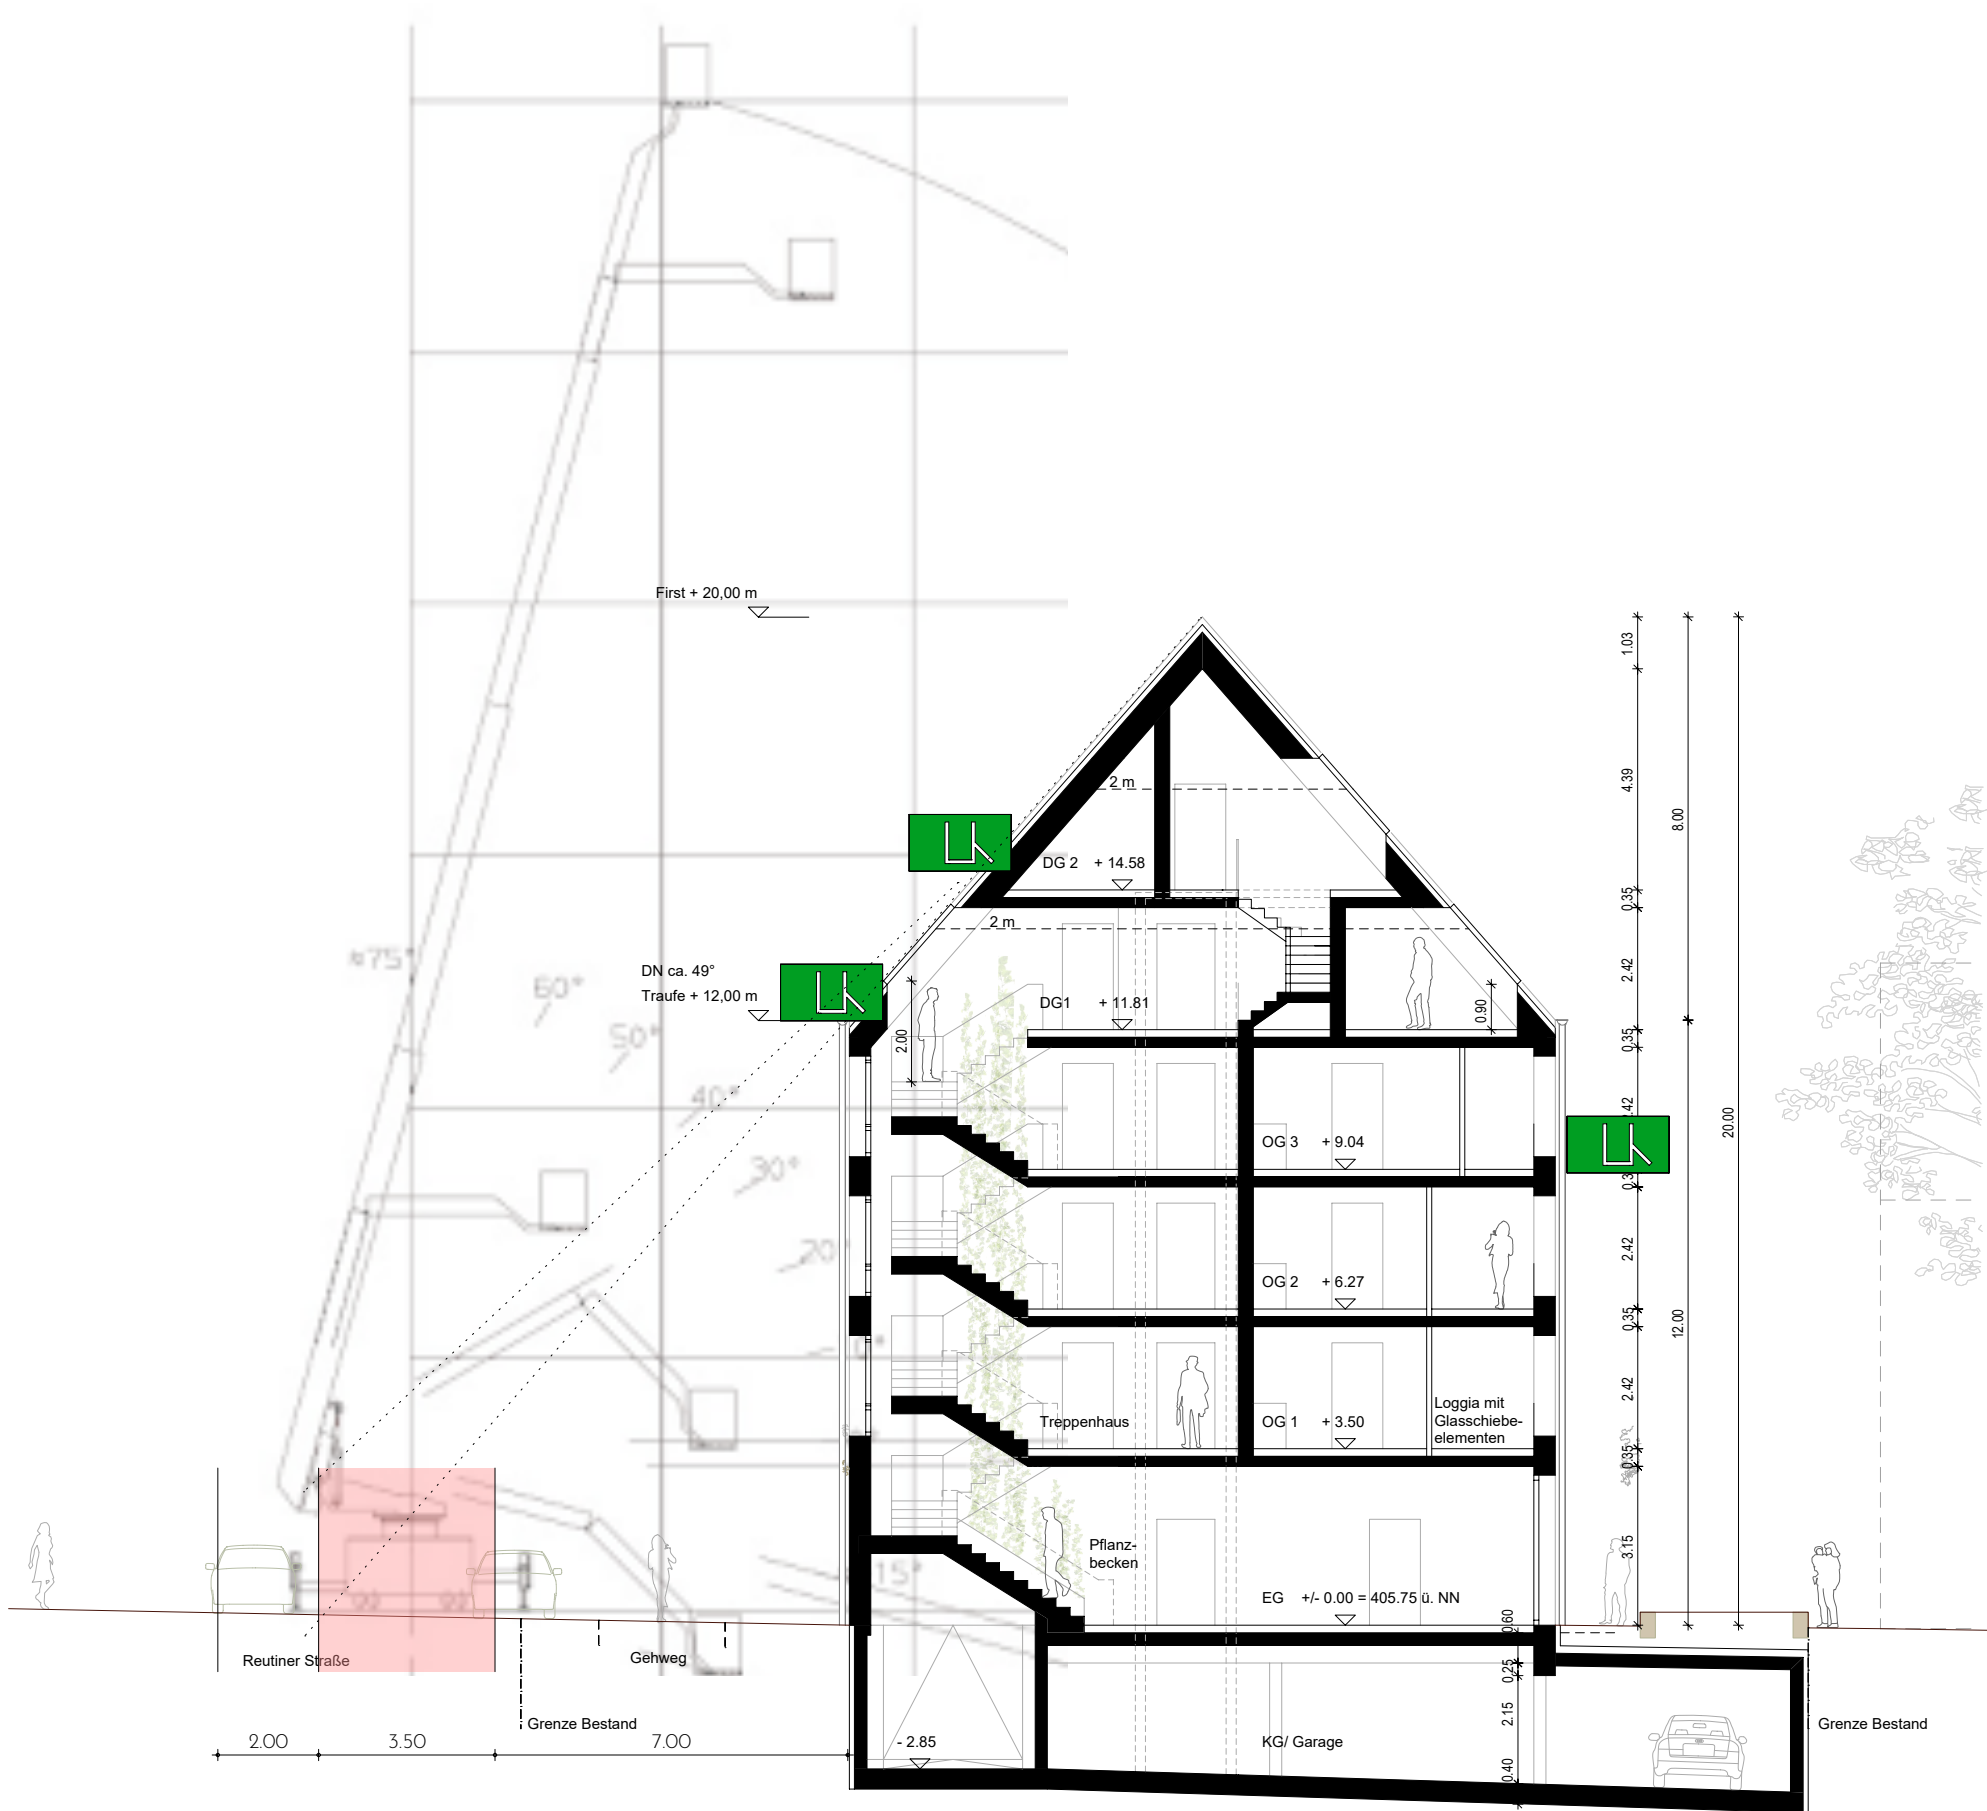 First + 20,00 m
1.03
4.39
8.00
2 m
DG 2 + 14.58
0.35
2 m
≈75°
60°
50°
40°
30°
20°
15°
DN ca. 49°
Traufe + 12,00 m
DG1 + 11.81
2.00
0.90
2.42
0.35
OG 3 + 9.04
20.00
OG 2 + 6.27
2.42
0.35
12.00
Treppenhaus
OG 1 + 3.50
Loggia mit
Glasschiebe-
elementen
2.42
0.35
Pflanz-
becken
3.15
EG +/- 0.00 = 405.75 ü. NN
0.60
Reutiner Straße
Gehweg
0.25
Grenze Bestand
2.15
Grenze Bestand
2.00
3.50
7.00
- 2.85
KG/ Garage
0.40